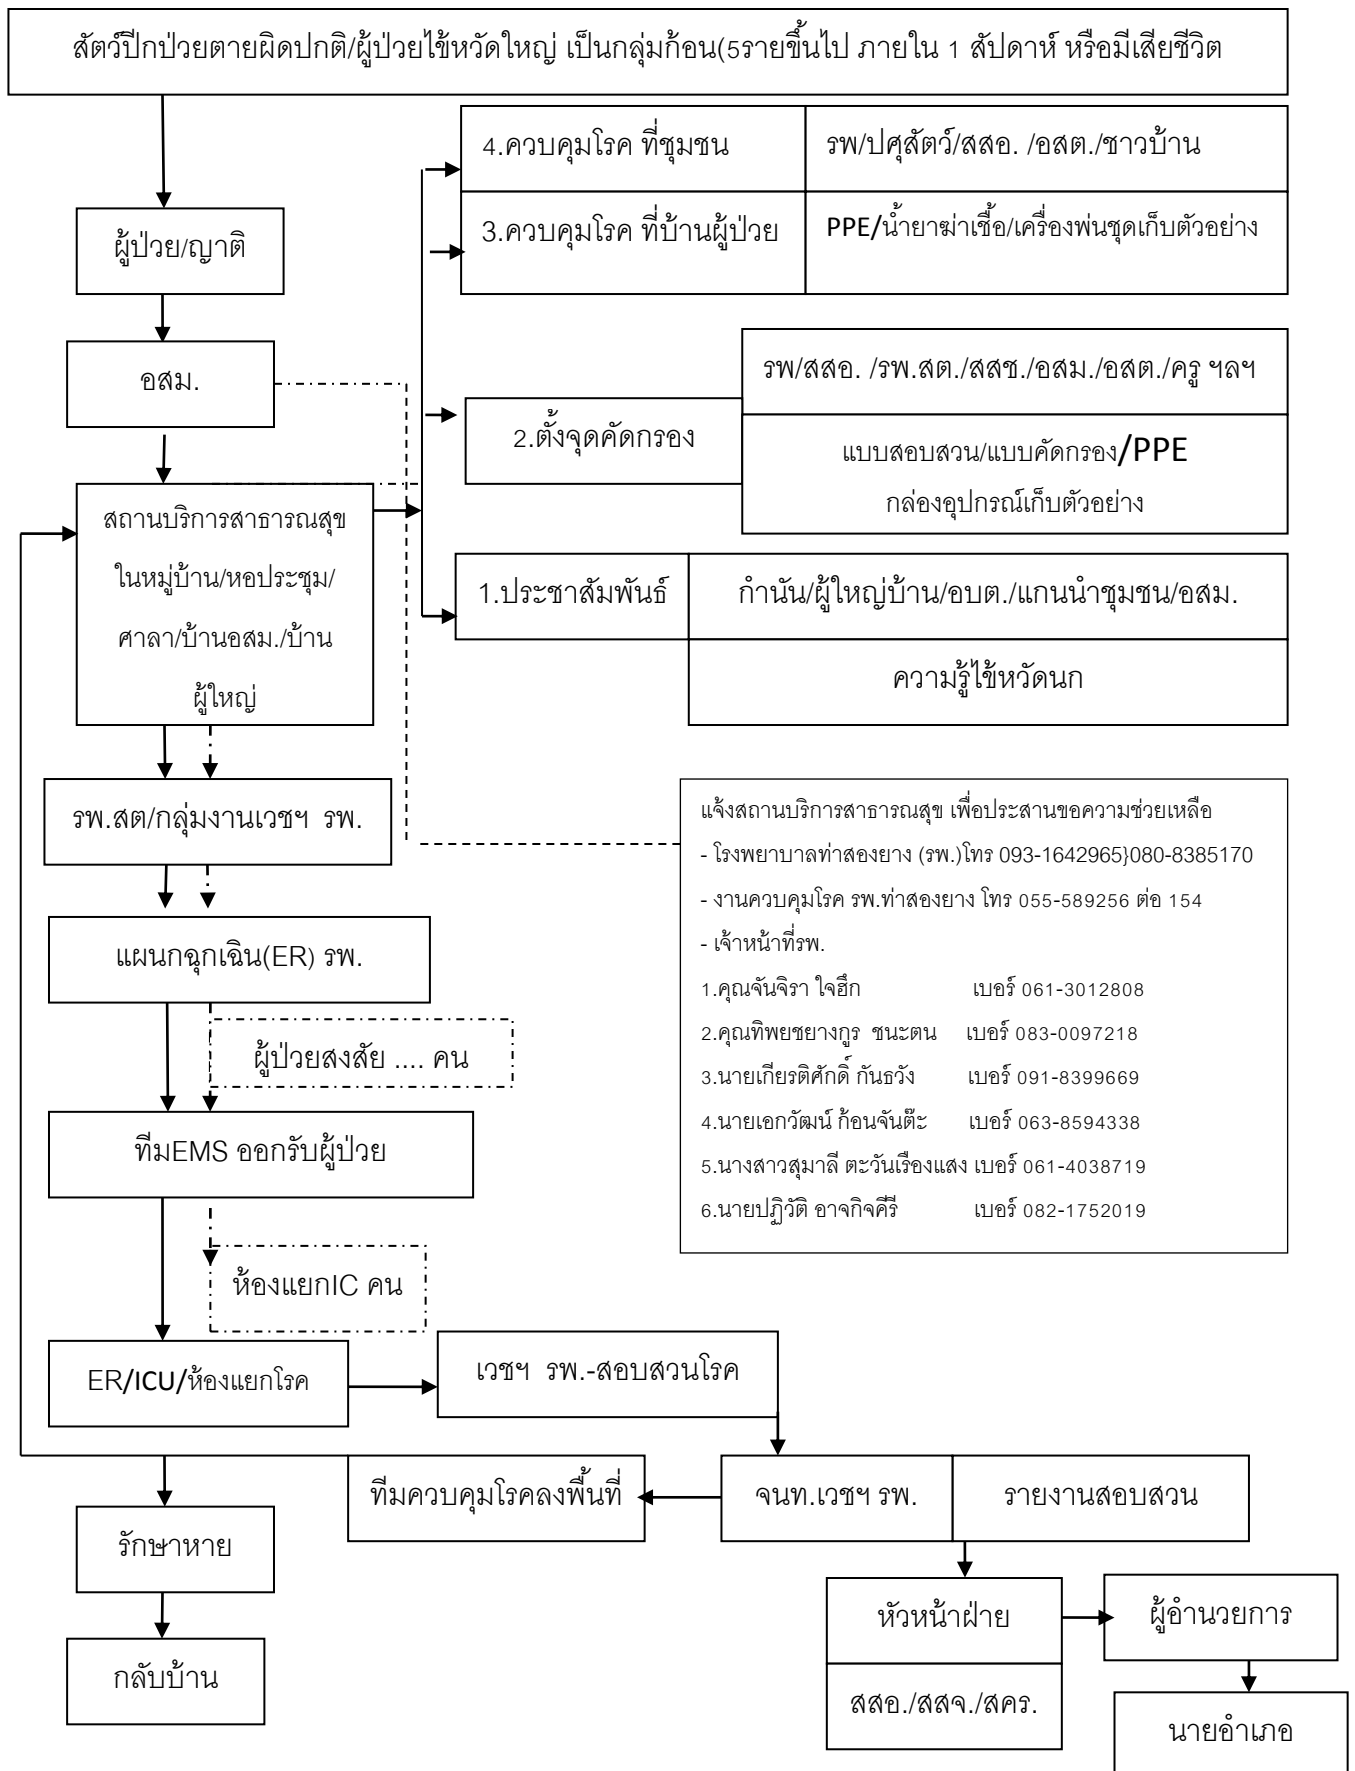 สัตว์ปีกป่วยตายผิดปกติ/ผู้ป่วยไข้หวัดใหญ่ เป็นกลุ่มก้อน(5รายขึ้นไป ภายใน 1 สัปดาห์ หรือมีเสียชีวิต
4.ควบคุมโรค ที่ชุมชน
รพ/ปศุสัตว์/สสอ. /อสต./ชาวบ้าน
3.ควบคุมโรค ที่บ้านผู้ป่วย
PPE/น้ำยาฆ่าเชื้อ/เครื่องพ่นชุดเก็บตัวอย่าง
ผู้ป่วย/ญาติ
อสม.
รพ/สสอ. /รพ.สต./สสช./อสม./อสต./ครู ฯลฯ
2.ตั้งจุดคัดกรอง
แบบสอบสวน/แบบคัดกรอง/PPE
กล่องอุปกรณ์เก็บตัวอย่าง
สถานบริการสาธารณสุข
ในหมู่บ้าน/หอประชุม/
ศาลา/บ้านอสม./บ้าน
ผู้ใหญ่
1.ประชาสัมพันธ์
กำนัน/ผู้ใหญ่บ้าน/อบต./แกนนำชุมชน/อสม.
ความรู้ไข้หวัดนก
รพ.สต/กลุ่มงานเวชฯ รพ.
แจ้งสถานบริการสาธารณสุข เพื่อประสานขอความช่วยเหลือ
- โรงพยาบาลท่าสองยาง (รพ.)โทร 093-1642965}080-8385170
- งานควบคุมโรค รพ.ท่าสองยาง โทร 055-589256 ต่อ 154
- เจ้าหน้าที่รพ.
1.คุณจันจิรา ใจฮึก เบอร์ 061-3012808
2.คุณทิพยชยางกูร ชนะตน เบอร์ 083-0097218
3.นายเกียรติศักดิ์ กันธวัง เบอร์ 091-8399669
4.นายเอกวัฒน์ ก้อนจันต๊ะ เบอร์ 063-8594338
5.นางสาวสุมาลี ตะวันเรืองแสง เบอร์ 061-4038719
6.นายปฏิวัติ อาจกิจคีรี เบอร์ 082-1752019
แผนกฉุกเฉิน(ER) รพ.
ผู้ป่วยสงสัย .... คน
ทีมEMS ออกรับผู้ป่วย
ห้องแยกIC คน
ER/ICU/ห้องแยกโรค
เวชฯ รพ.-สอบสวนโรค
ทีมควบคุมโรคลงพื้นที่
จนท.เวชฯ รพ.
รายงานสอบสวน
รักษาหาย
หัวหน้าฝ่าย
ผู้อำนวยการ
กลับบ้าน
สสอ./สสจ./สคร.
นายอำเภอ